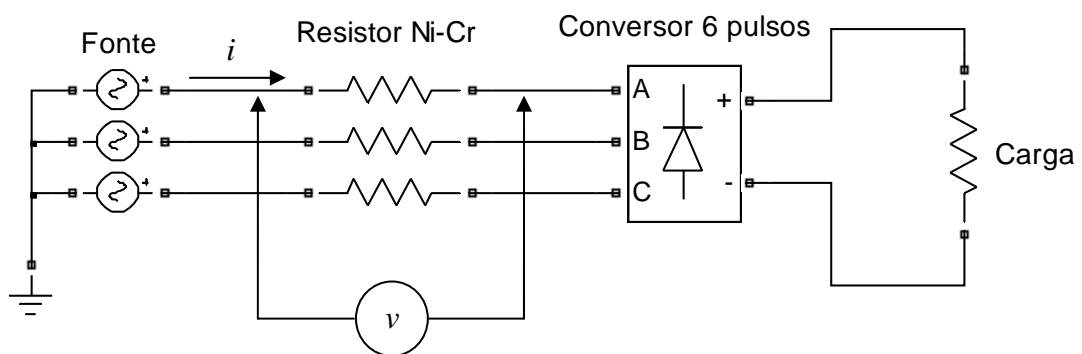 Fonte
i
Resistor Ni-Cr
Conversor 6 pulsos
A
B
C
+
-
Carga
v